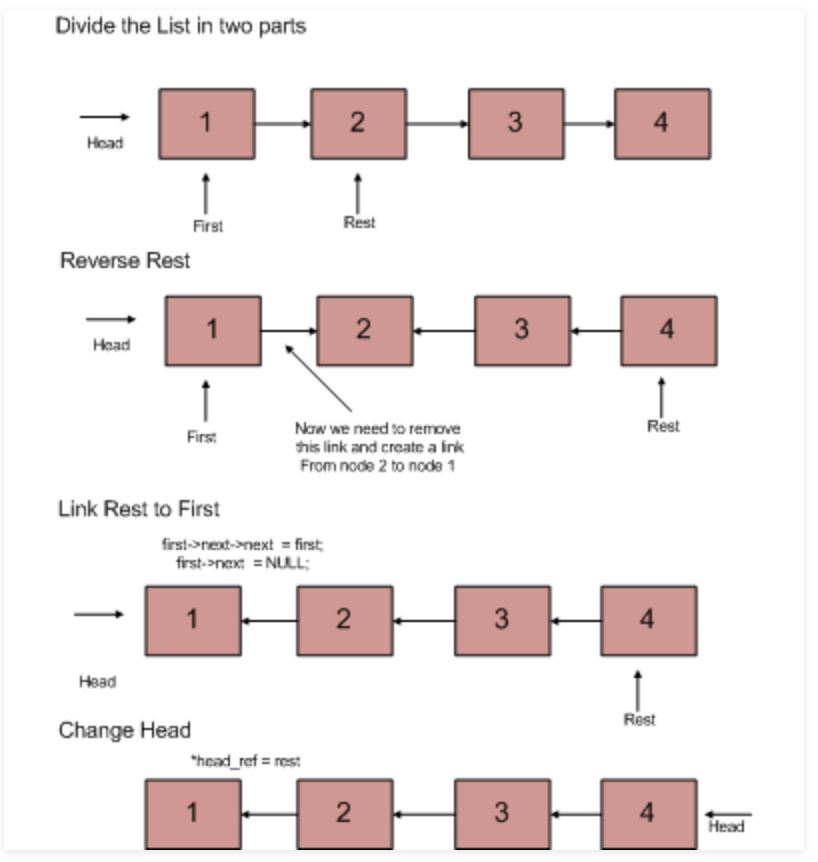 Divide the List in two parts
1 2 3 4
Head
First Rest
Reverse Rest
1 2 3 4
Head
First Rest
Now we need to remove
this link and create a link
From node 2 to node 1
Link Rest to First
first->next->next = first;
first->next = NULL;
1 2 3 4
Head
Rest
Change Head
*head_ref = rest
1 2 3 4
Head